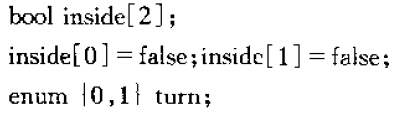 bool inside[2];
inside[0]=false;inside[1]=false;
enum {0,1} turn;